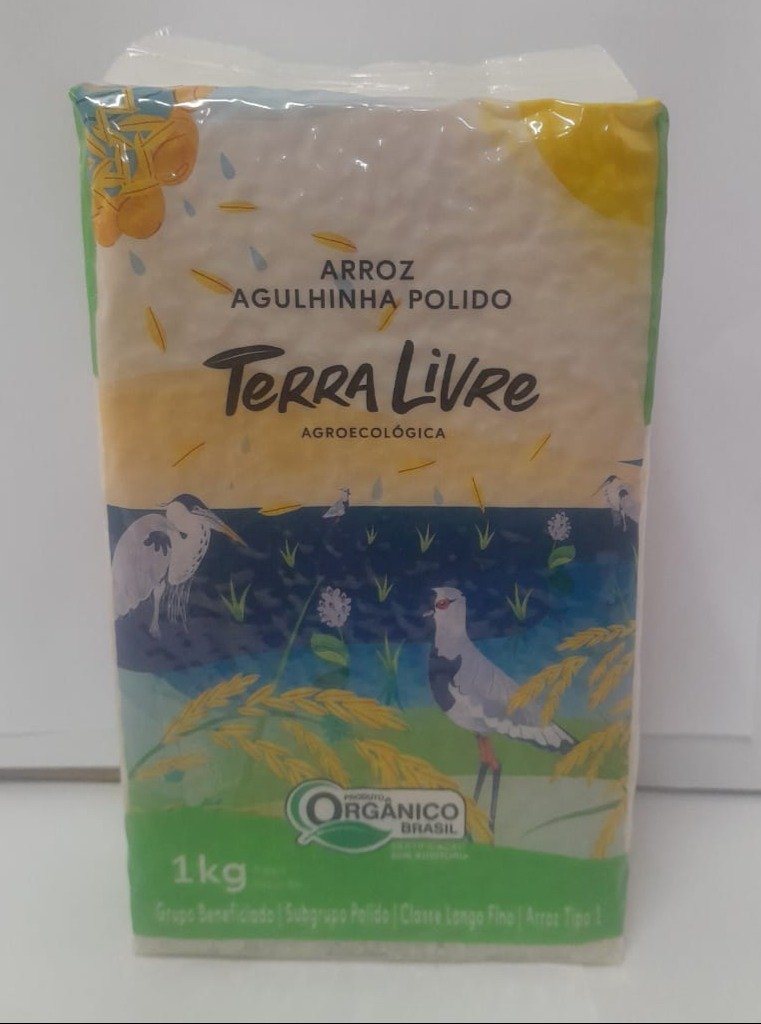 ARROZ
AGULHINHA POLIDO
TERRA LIVRE
AGROECOLÓGICA
PRODUTO
ORGÂNICO
BRASIL
1kg
Grupo Beneficiado | Subgrupo Polido | Classe Longo Fino | Arroz Tipo 1